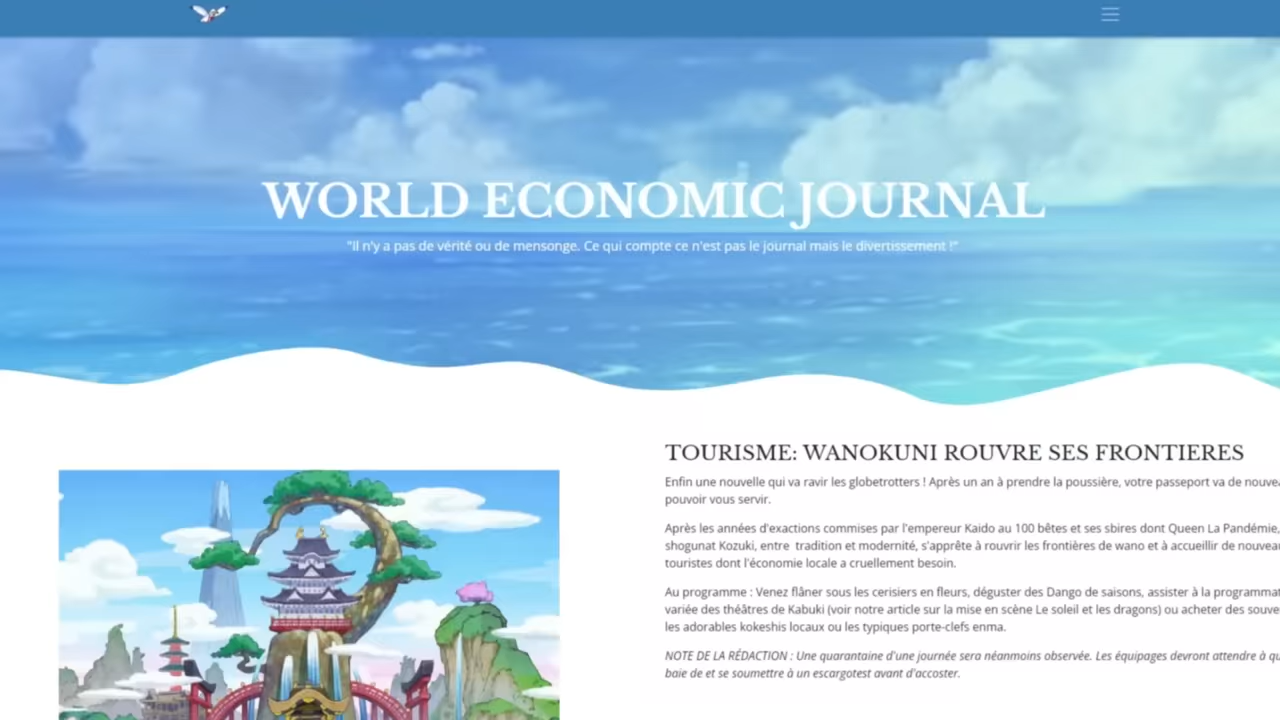 WORLD ECONOMIC JOURNAL
"Il n'y a pas de vérité ou de mensonge. Ce qui compte ce n'est pas le journal mais le divertissement !"
TOURISME: WANOKUNI ROUVRE SES FRONTIERES
Enfin une nouvelle qui va ravir les globetrotters ! Après un an à prendre la poussière, votre passeport va de
pouvoir vous servir.
Après les années d'exactions commises par l'empereur Kaido au 100 bêtes et ses sbires dont Queen La Pandémie,
shogunat Kozuki, entre tradition et modernité, s'apprête à rouvrir les frontières de wano et à accueillir de
touristes dont l'économie locale a cruellement besoin.
Au programme : Venez flâner sous les cerisiers en fleurs, déguster des Dango de saisons, assister à la
variée des théâtres de Kabuki (voir notre article sur la mise en scène Le soleil et les dragons) ou acheter des
les adorables kokeshis locaux ou les typiques porte-clefs enma.
NOTE DE LA RÉDACTION : Une quarantaine d'une journée sera néanmoins observée. Les équipages devront attendre à
baie de et se soumettre à un escargotest avant d'accoster.